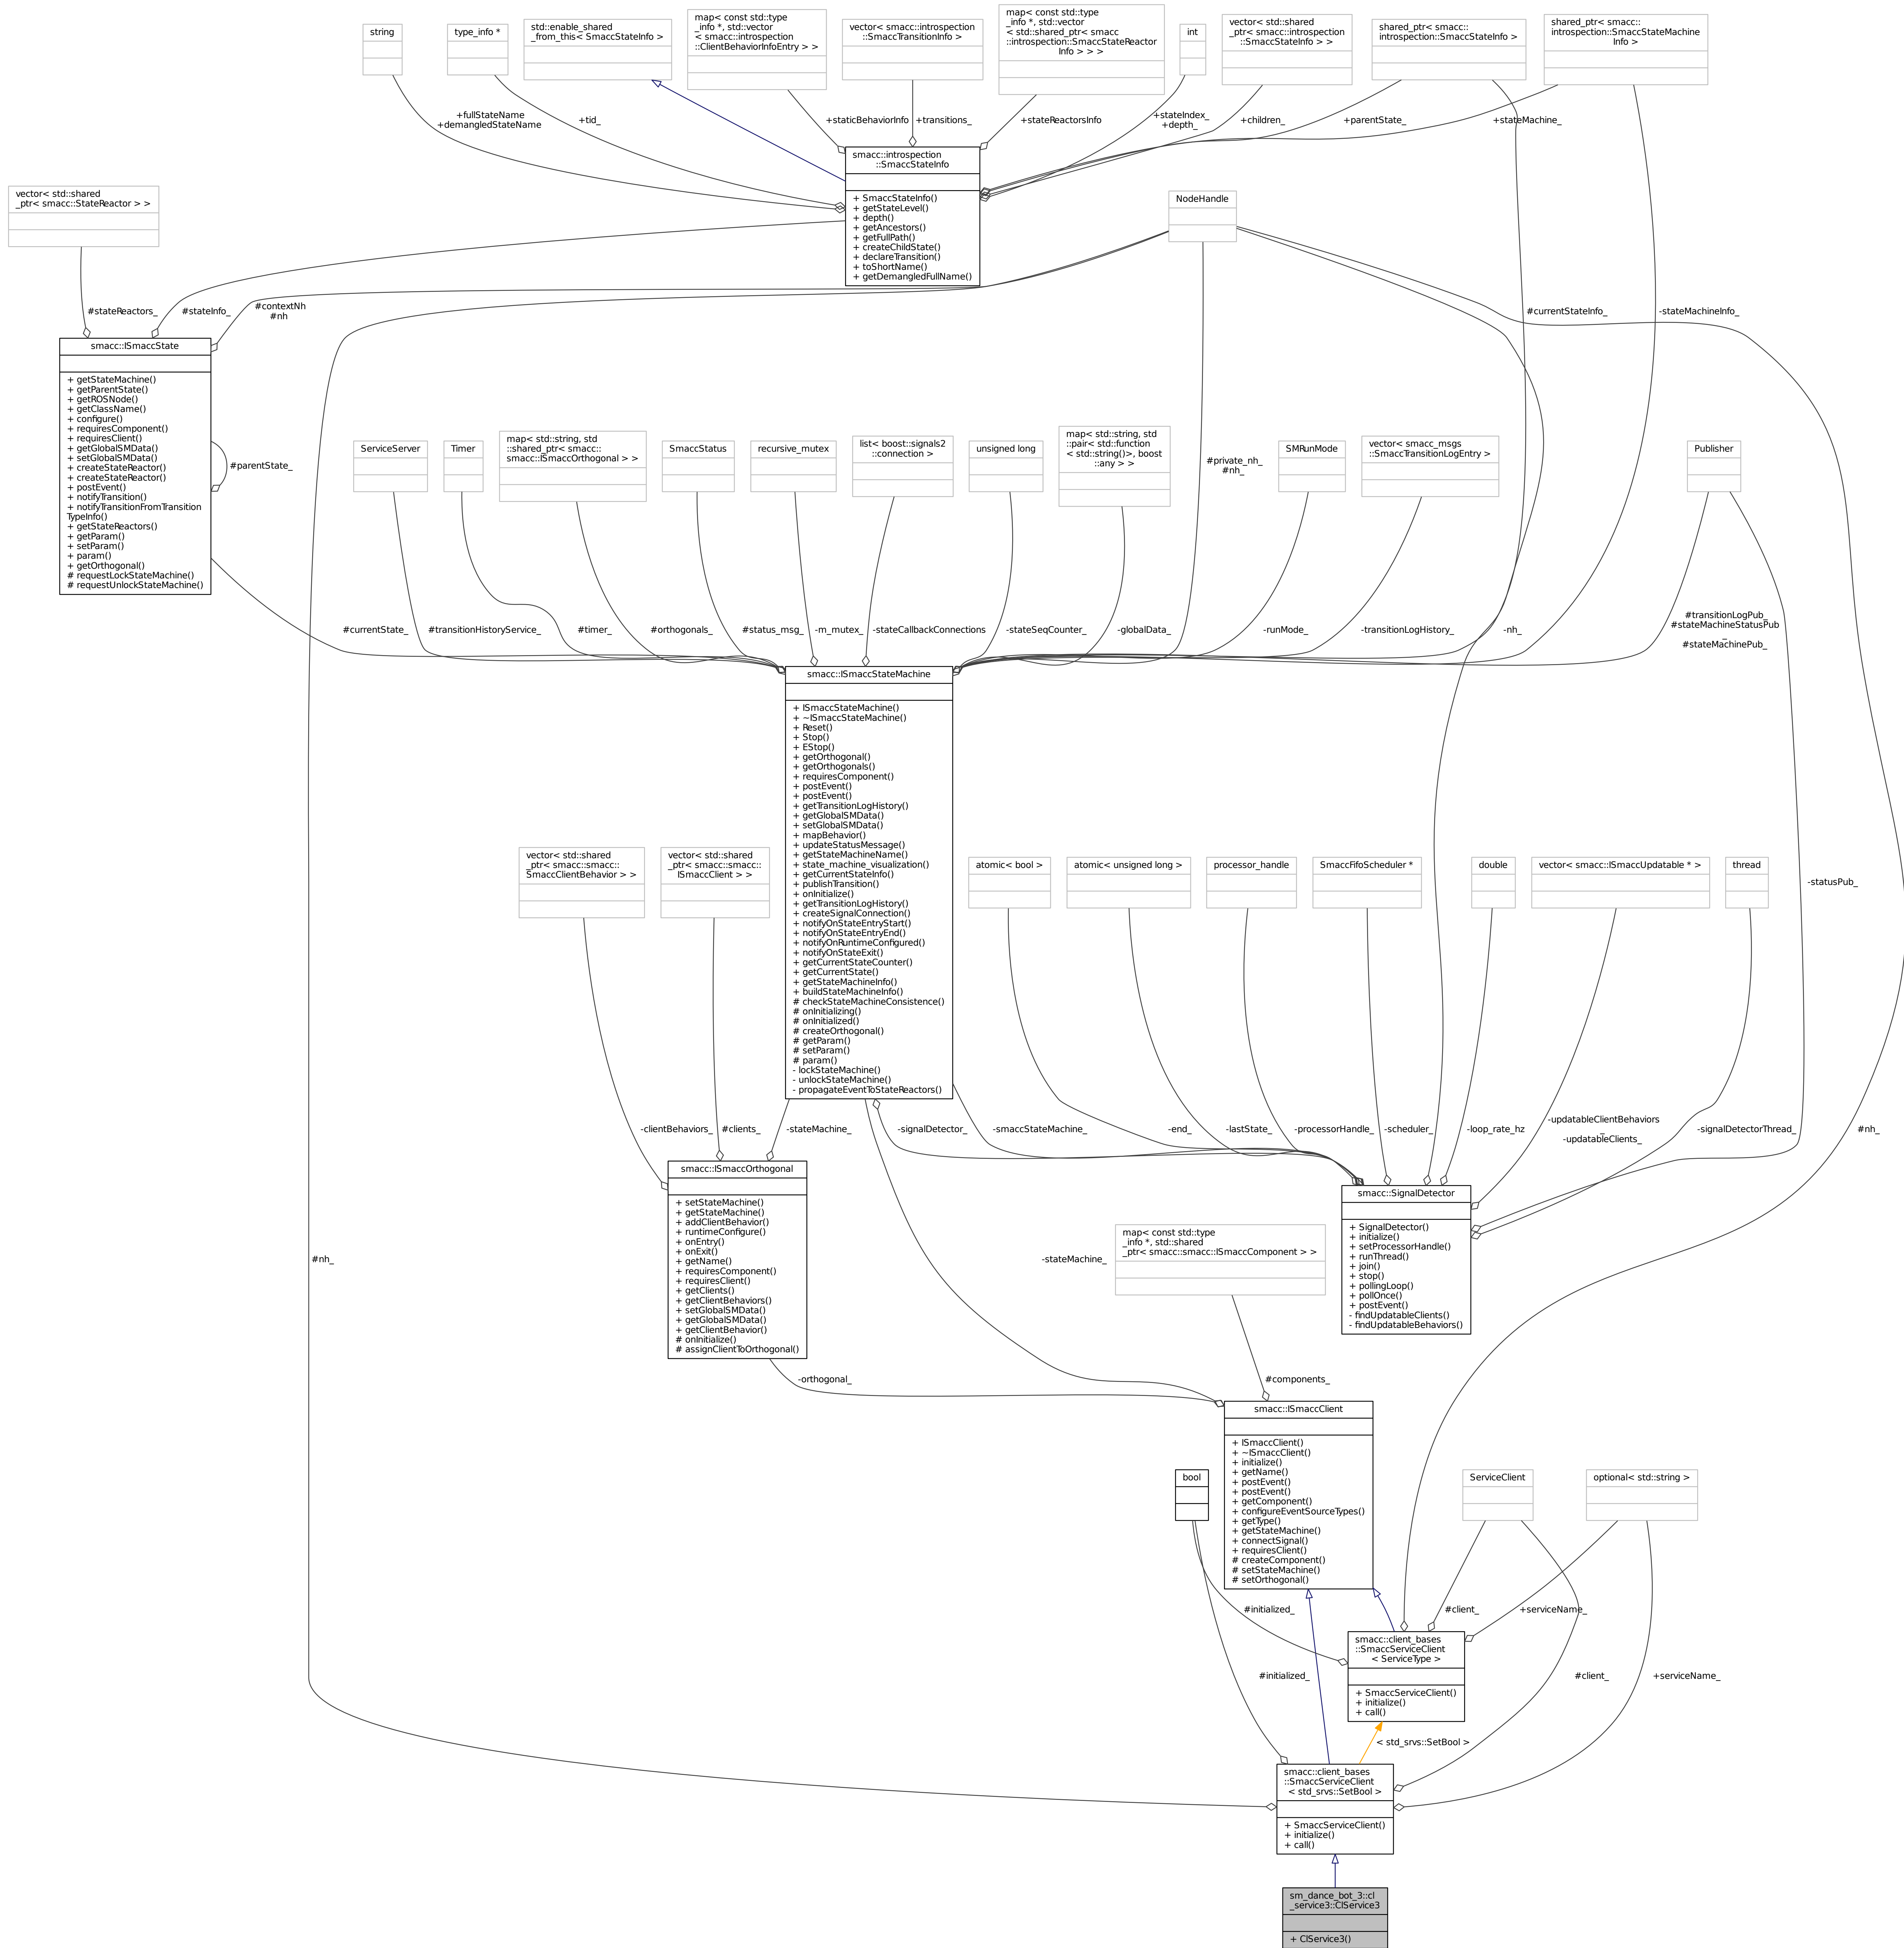 string
type_info *
std::enable_shared
_from_this< SmaccStateInfo >
map< const std::type
_info *, std::vector
< smacc::introspection
::ClientBehaviorInfoEntry > >
vector< smacc::introspection
::SmaccTransitionInfo >
map< const std::type
_info *, std::vector
< std::shared_ptr< smacc
::introspection::SmaccStateReactor
Info > > >
int
vector< std::shared
_ptr< smacc::introspection
::SmaccStateInfo > >
shared_ptr< smacc::
introspection::SmaccStateInfo >
shared_ptr< smacc::
introspection::SmaccStateMachine
Info >
+fullStateName
+demangledStateName
+tid_
+staticBehaviorInfo
+transitions_
+stateReactorsInfo
+stateIndex_
+depth_
+children_
+parentState_
+stateMachine_
smacc::introspection
::SmaccStateInfo
+ SmaccStateInfo()
+ getStateLevel()
+ depth()
+ getAncestors()
+ getFullPath()
+ createChildState()
+ declareTransition()
+ toShortName()
+ getDemangledFullName()
vector< std::shared
_ptr< smacc::StateReactor > >
NodeHandle
#stateReactors_
#stateInfo_
#contextNh
#nh
#currentStateInfo_
-stateMachineInfo_
smacc::ISmaccState
+ getStateMachine()
+ getParentState()
+ getROSNode()
+ getClassName()
+ configure()
+ requiresComponent()
+ requiresClient()
+ getGlobalSMData()
+ setGlobalSMData()
+ createStateReactor()
+ createStateReactor()
+ postEvent()
+ notifyTransition()
+ notifyTransitionFromTransition
TypeInfo()
+ getStateReactors()
+ getParam()
+ setParam()
+ param()
+ getOrthogonal()
# requestLockStateMachine()
# requestUnlockStateMachine()
#parentState_
ServiceServer
Timer
map< std::string, std
::shared_ptr< smacc::
smacc::ISmaccOrthogonal > >
SmaccStatus
recursive_mutex
list< boost::signals2
::connection >
unsigned long
map< std::string, std
::pair< std::function
< std::string()>, boost
::any > >
#private_nh_
#nh_
SMRunMode
vector< smacc_msgs
::SmaccTransitionLogEntry >
Publisher
#currentState_
#transitionHistoryService_
#timer_
#orthogonals_
#status_msg_
-m_mutex_
-stateCallbackConnections
-stateSeqCounter_
-globalData_
-runMode_
-transitionLogHistory_
-nh_
#transitionLogPub_
#stateMachineStatusPub
_
#stateMachinePub_
smacc::ISmaccStateMachine
+ ISmaccStateMachine()
+ ~ISmaccStateMachine()
+ Reset()
+ Stop()
+ EStop()
+ getOrthogonal()
+ getOrthogonals()
+ requiresComponent()
+ postEvent()
+ postEvent()
+ getTransitionLogHistory()
+ getGlobalSMData()
+ setGlobalSMData()
+ mapBehavior()
+ updateStatusMessage()
+ getStateMachineName()
+ state_machine_visualization()
+ getCurrentStateInfo()
+ publishTransition()
+ onInitialize()
+ getTransitionLogHistory()
+ createSignalConnection()
+ notifyOnStateEntryStart()
+ notifyOnStateEntryEnd()
+ notifyOnRuntimeConfigured()
+ notifyOnStateExit()
+ getCurrentStateCounter()
+ getCurrentState()
+ getStateMachineInfo()
+ buildStateMachineInfo()
# checkStateMachineConsistence()
# onInitializing()
# onInitialized()
# createOrthogonal()
# getParam()
# setParam()
# param()
- lockStateMachine()
- unlockStateMachine()
- propagateEventToStateReactors()
vector< std::shared
_ptr< smacc::smacc::
SmaccClientBehavior > >
vector< std::shared
_ptr< smacc::smacc::
ISmaccClient > >
atomic< bool >
atomic< unsigned long >
processor_handle
SmaccFifoScheduler *
double
vector< smacc::ISmaccUpdatable * >
thread
-statusPub_
-clientBehaviors_
#clients_
-stateMachine_
-signalDetector_
-smaccStateMachine_
-end_
-lastState_
-processorHandle_
-scheduler_
-loop_rate_hz
-updatableClientBehaviors
_
-updatableClients_
-signalDetectorThread_
#nh_
smacc::ISmaccOrthogonal
+ setStateMachine()
+ getStateMachine()
+ addClientBehavior()
+ runtimeConfigure()
+ onEntry()
+ onExit()
+ getName()
+ requiresComponent()
+ requiresClient()
+ getClients()
+ getClientBehaviors()
+ setGlobalSMData()
+ getGlobalSMData()
+ getClientBehavior()
# onInitialize()
# assignClientToOrthogonal()
smacc::SignalDetector
+ SignalDetector()
+ initialize()
+ setProcessorHandle()
+ runThread()
+ join()
+ stop()
+ pollingLoop()
+ pollOnce()
+ postEvent()
- findUpdatableClients()
- findUpdatableBehaviors()
#nh_
-stateMachine_
map< const std::type
_info *, std::shared
_ptr< smacc::smacc::ISmaccComponent > >
-orthogonal_
#components_
smacc::ISmaccClient
+ ISmaccClient()
+ ~ISmaccClient()
+ initialize()
+ getName()
+ postEvent()
+ postEvent()
+ getComponent()
+ configureEventSourceTypes()
+ getType()
+ getStateMachine()
+ connectSignal()
+ requiresClient()
# createComponent()
# setStateMachine()
# setOrthogonal()
bool
ServiceClient
optional< std::string >
#initialized_
#client_
+serviceName_
smacc::client_bases
::SmaccServiceClient
< ServiceType >
+ SmaccServiceClient()
+ initialize()
+ call()
#initialized_
#client_
+serviceName_
< std_srvs::SetBool >
smacc::client_bases
::SmaccServiceClient
< std_srvs::SetBool >
+ SmaccServiceClient()
+ initialize()
+ call()
sm_dance_bot_3::cl
_service3::ClService3
+ ClService3()